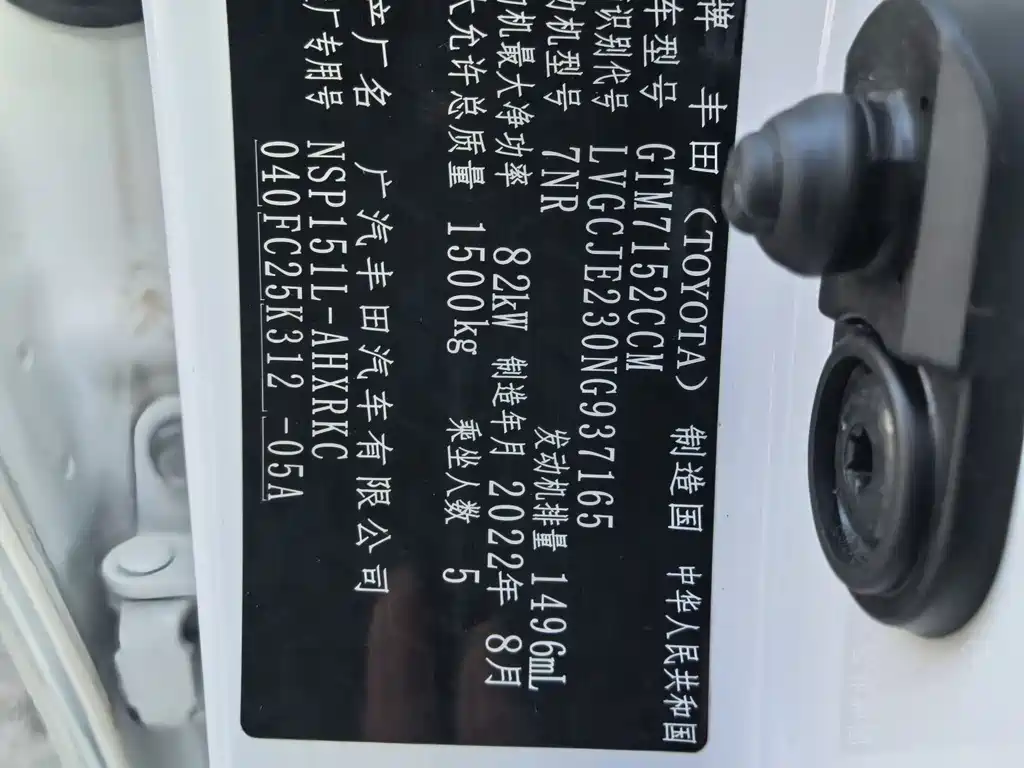 牌 丰田（TOYOTA） 制造国 中华人民共和国
车型号 GTM7152CCM
识别代号 LVGCJE230NG937165
动机型号 7NR 发动机排量 1496mL
机最大净功率 82kW 制造年月 2022年 8月
大允许总质量 1500kg 乘坐人数 5
产厂名 广汽丰田汽车有限公司
厂专用号 NSP151L-AHXRKC
040FC25K312 -05A